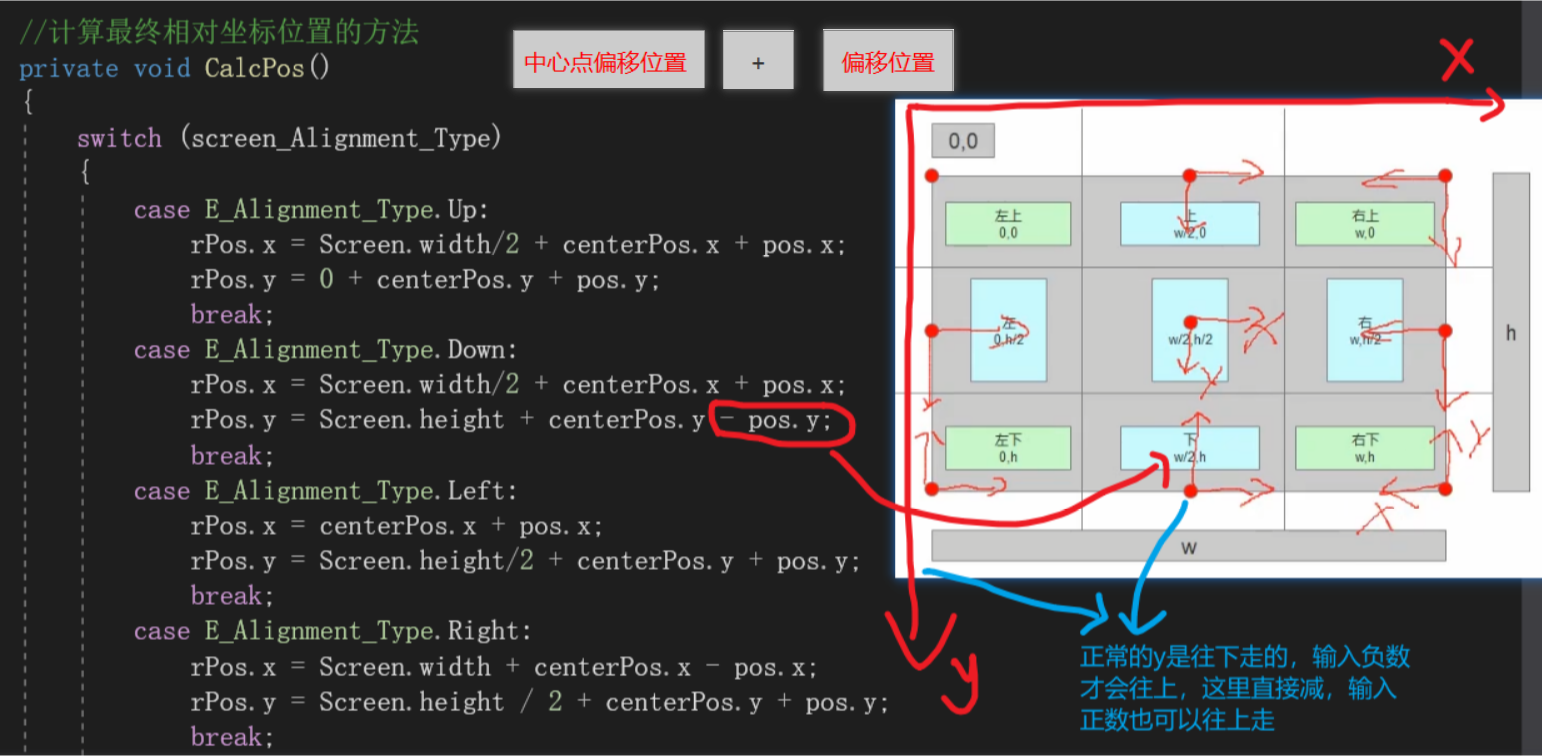 //计算最终相对坐标位置的方法
private void CalcPos()
{
switch (screen_Alignment_Type)
{
case E_Alignment_Type.Up:
rPos.x = Screen.width/2 + centerPos.x + pos.x;
rPos.y = 0 + centerPos.y + pos.y;
break;
case E_Alignment_Type.Down:
rPos.x = Screen.width/2 + centerPos.x + pos.x;
rPos.y = Screen.height + centerPos.y - pos.y;
break;
case E_Alignment_Type.Left:
rPos.x = centerPos.x + pos.x;
rPos.y = Screen.height/2 + centerPos.y + pos.y;
break;
case E_Alignment_Type.Right:
rPos.x = Screen.width + centerPos.x - pos.x;
rPos.y = Screen.height / 2 + centerPos.y + pos.y;
break;
中心点偏移位置 + 偏移位置
X
0,0
左上
0,0
上
w/2,0
右上
w,0
左
0,h/2
w/2,h/2
右
w,h/2
h
X
Y
左下
0,h
下
w/2,h
右下
w,h
Y
X
w
y
正常的y是往下走的，输入负数
才会往上，这里直接减，输入
正数也可以往上走